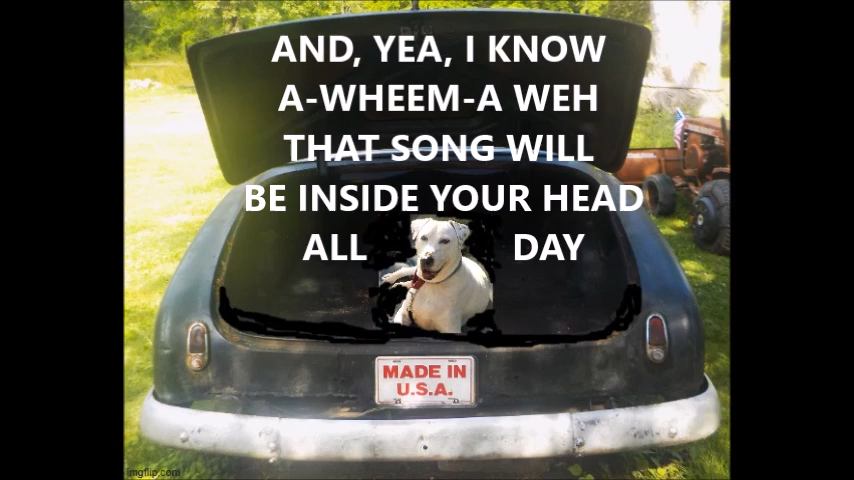 AND, YEA, I KNOW
A-WHEEM-A WEH
THAT SONG WILL
BE INSIDE YOUR HEAD
ALL DAY
MADE IN
U.S.A.
imgflip.com